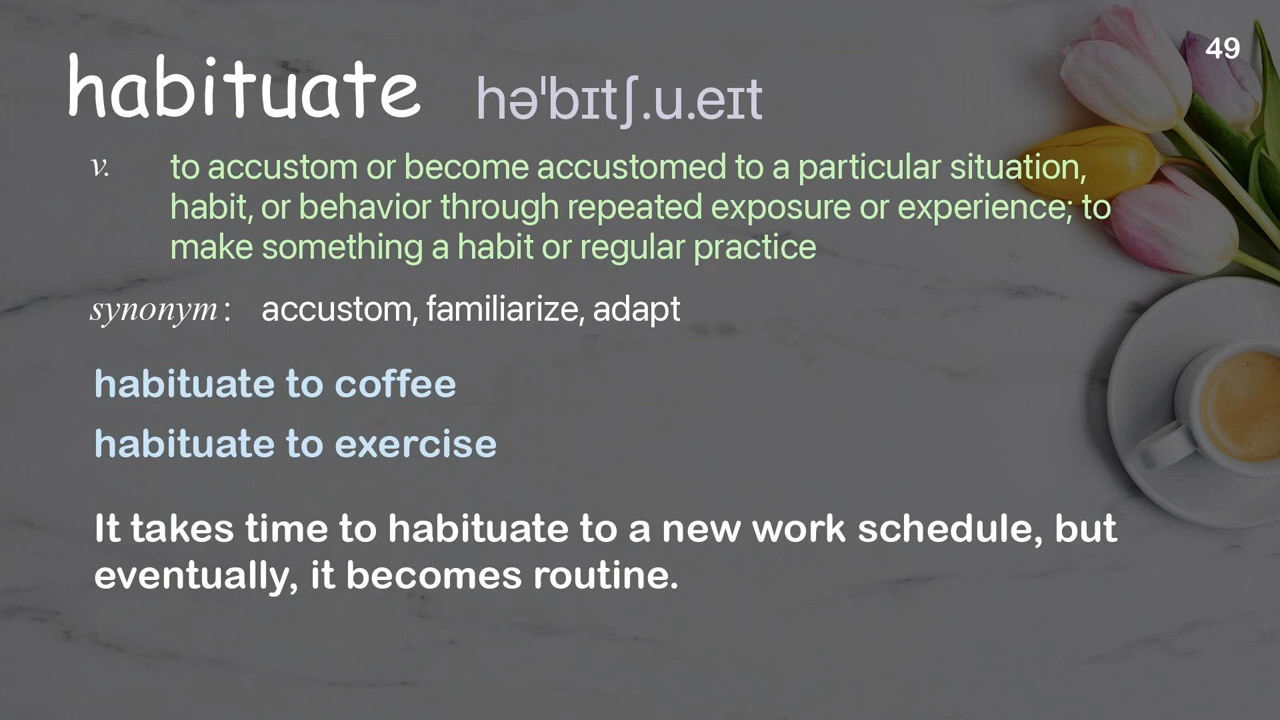 49
habituate həˈbɪtʃ.u.eɪt
v. to accustom or become accustomed to a particular situation,
habit, or behavior through repeated exposure or experience; to
make something a habit or regular practice
synonym: accustom, familiarize, adapt
habituate to coffee
habituate to exercise
It takes time to habituate to a new work schedule, but
eventually, it becomes routine.